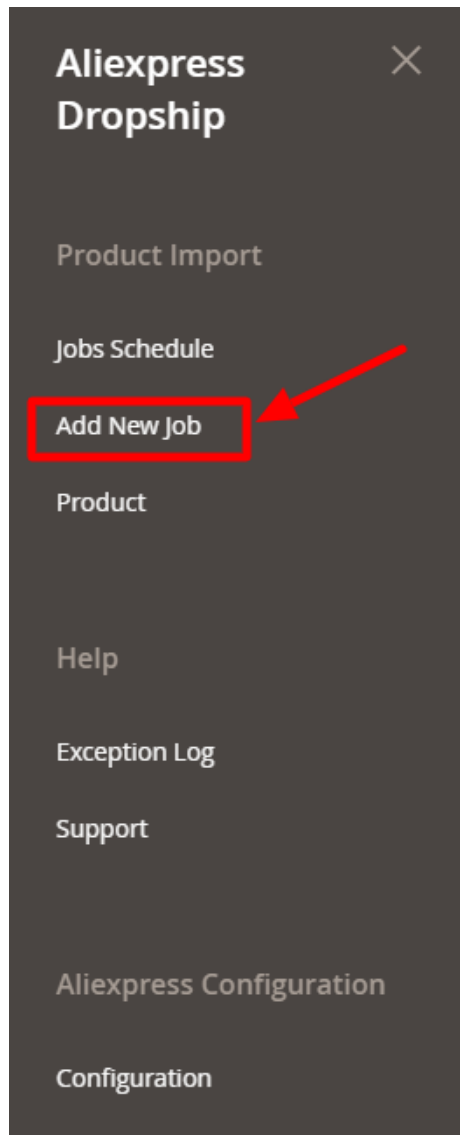 Aliexpress
Dropship
Product Import
Jobs Schedule
Add New Job
Product
Help
Exception Log
Support
Aliexpress Configuration
Configuration